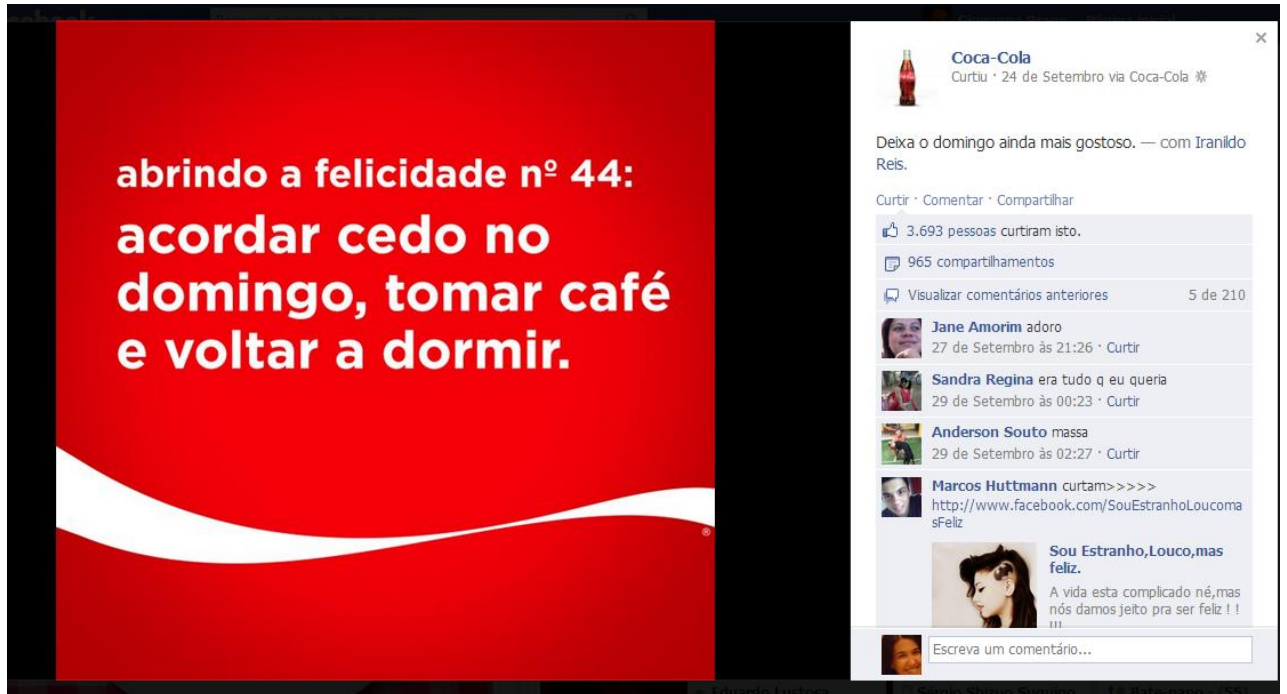 abrindo a felicidade nº 44:
acordar cedo no
domingo, tomar café
e voltar a dormir.
®
Coca-Cola
Curtiu · 24 de Setembro via Coca-Cola
Deixa o domingo ainda mais gostoso. — com Iranildo
Reis.
Curtir · Comentar · Compartilhar
3.693 pessoas curtiram isto.
965 compartilhamentos
Visualizar comentários anteriores 5 de 210
Jane Amorim adoro
27 de Setembro às 21:26 · Curtir
Sandra Regina era tudo q eu queria
29 de Setembro às 00:23 · Curtir
Anderson Souto massa
29 de Setembro às 02:27 · Curtir
Marcos Huttmann curtam>>>>>
http://www.facebook.com/SouEstranhoLoucoma
sFeliz
Sou Estranho,Louco,mas
feliz.
A vida esta complicado né,mas
nós damos jeito pra ser feliz ! !
!!!
Escreva um comentário...